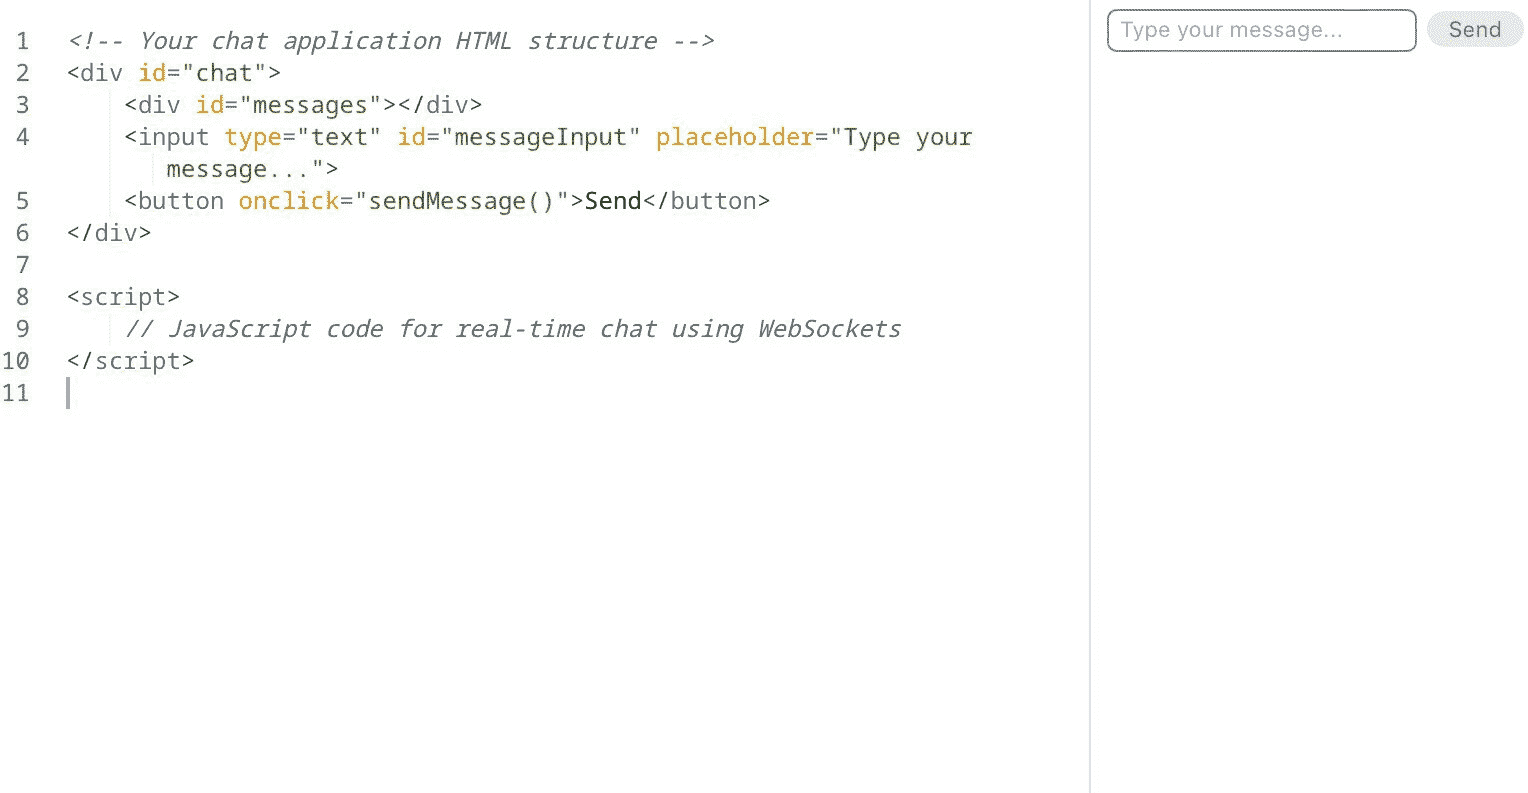 1 <!-- Your chat application HTML structure -->
2 <div id="chat">
3 <div id="messages"></div>
4 <input type="text" id="messageInput" placeholder="Type your
message...">
5 <button onclick="sendMessage()">Send</button>
6 </div>
7
8 <script>
9 // JavaScript code for real-time chat using WebSockets
10 </script>
11
Type your message...
Send